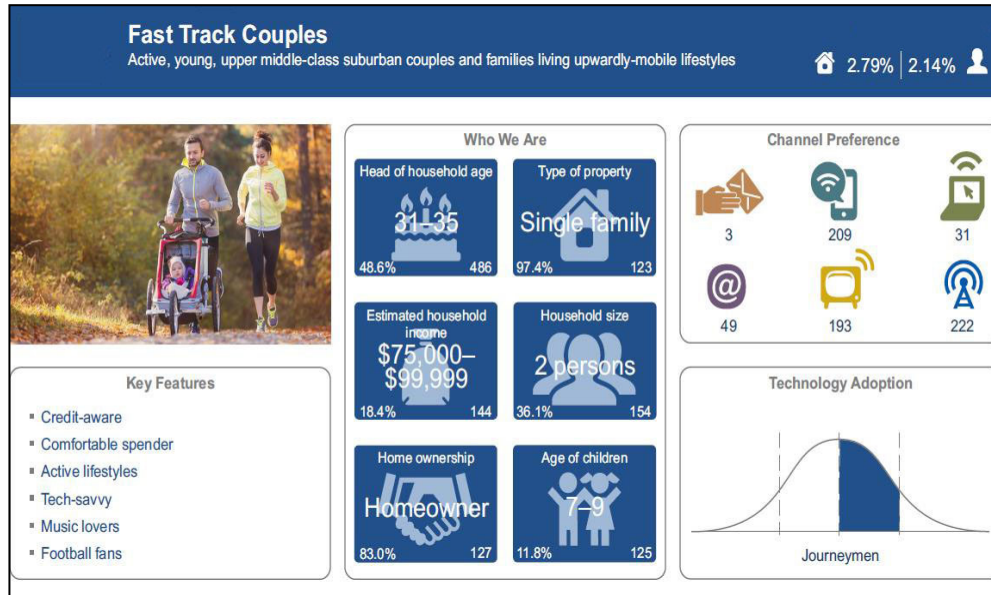 Fast Track Couples
Active, young, upper middle-class suburban couples and families living upwardly-mobile lifestyles
2.79% | 2.14%
Who We Are
Head of household age
31–35
48.6% 486
Type of property
Single family
97.4% 123
Estimated household
income
$75,000–
$99,999
18.4% 144
Household size
2 persons
36.1% 154
Home ownership
Homeowner
83.0% 127
Age of children
7–9
11.8% 125
Channel Preference
3 209 31
@
49 193 222
Key Features
▪ Credit-aware
▪ Comfortable spender
▪ Active lifestyles
▪ Tech-savvy
▪ Music lovers
▪ Football fans
Technology Adoption
Journeymen